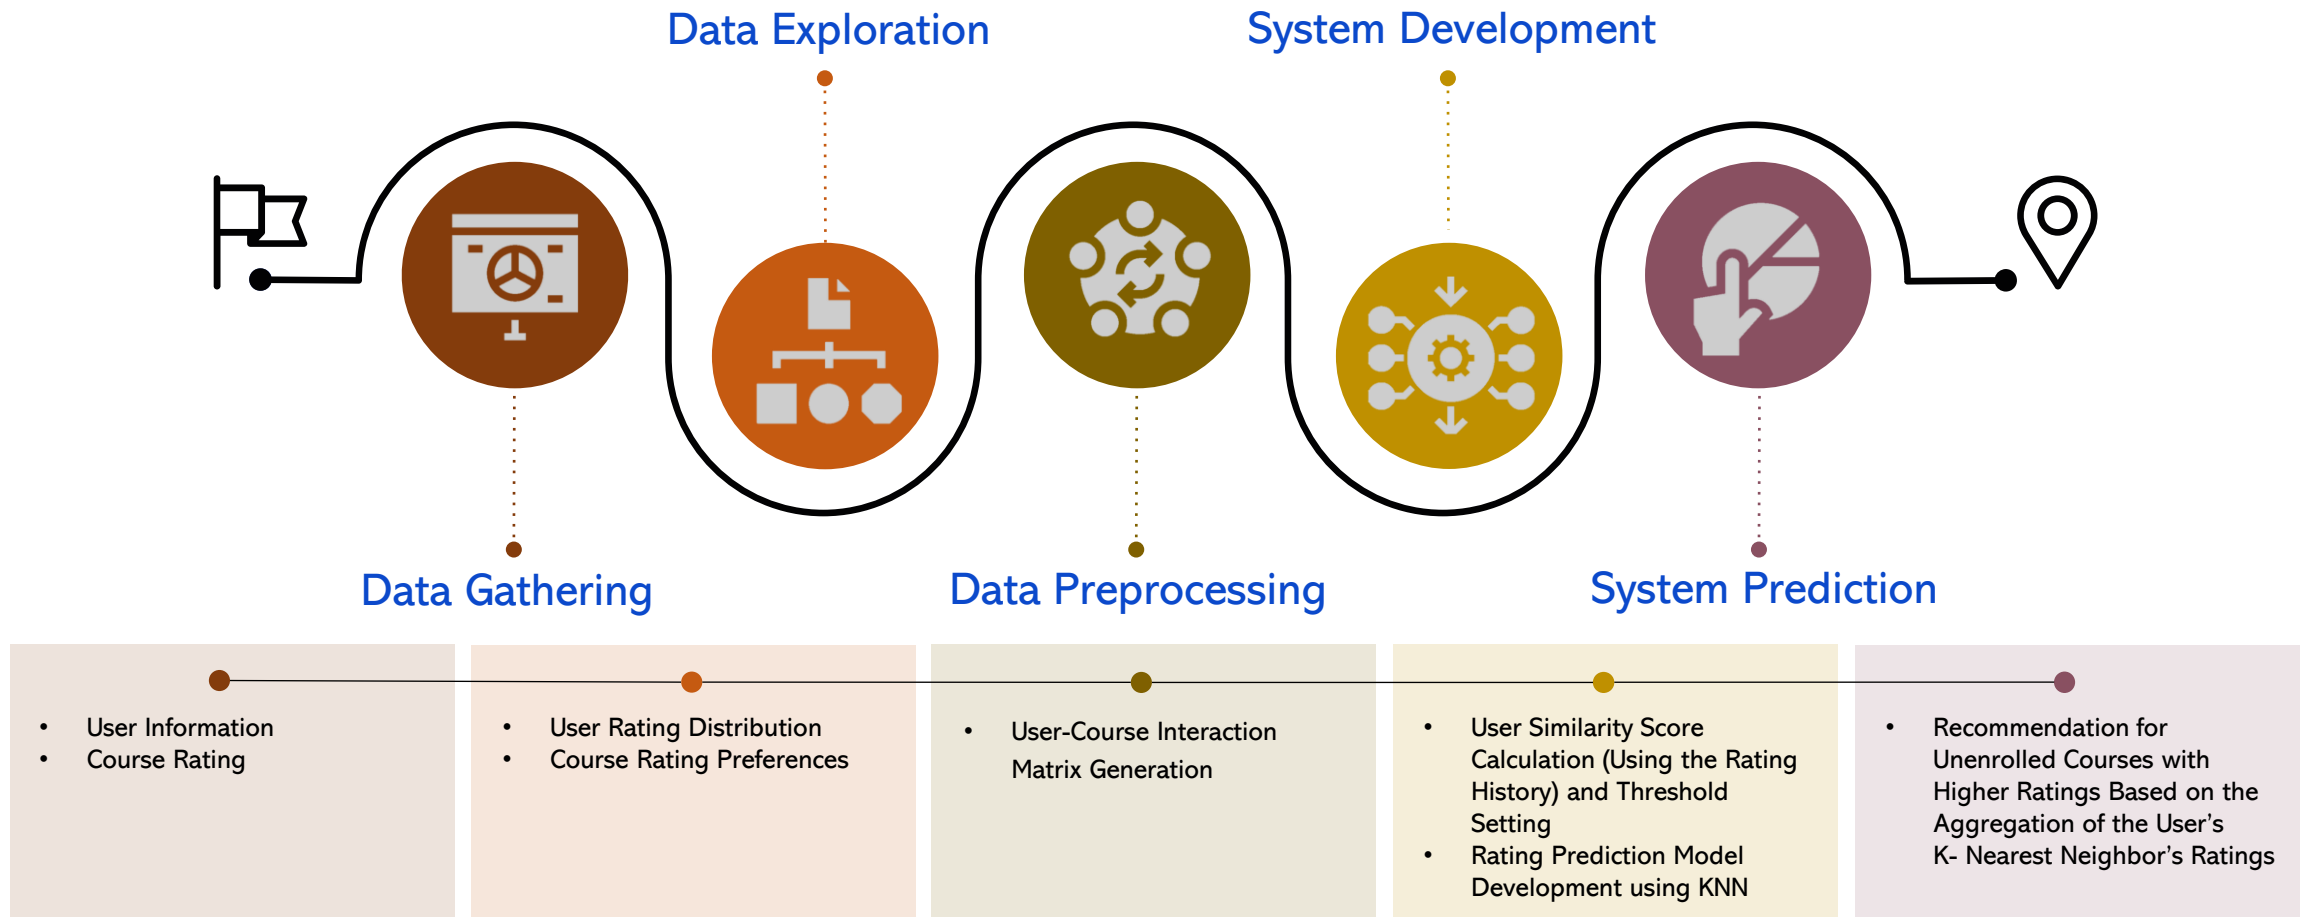 Data Exploration
System Development
Data Gathering
Data Preprocessing
System Prediction
• User Information
• Course Rating
• User Rating Distribution
• Course Rating Preferences
• User-Course Interaction
Matrix Generation
• User Similarity Score
Calculation (Using the Rating
History) and Threshold
Setting
• Rating Prediction Model
Development using KNN
• Recommendation for
Unenrolled Courses with
Higher Ratings Based on the
Aggregation of the User’s
K- Nearest Neighbor’s Ratings